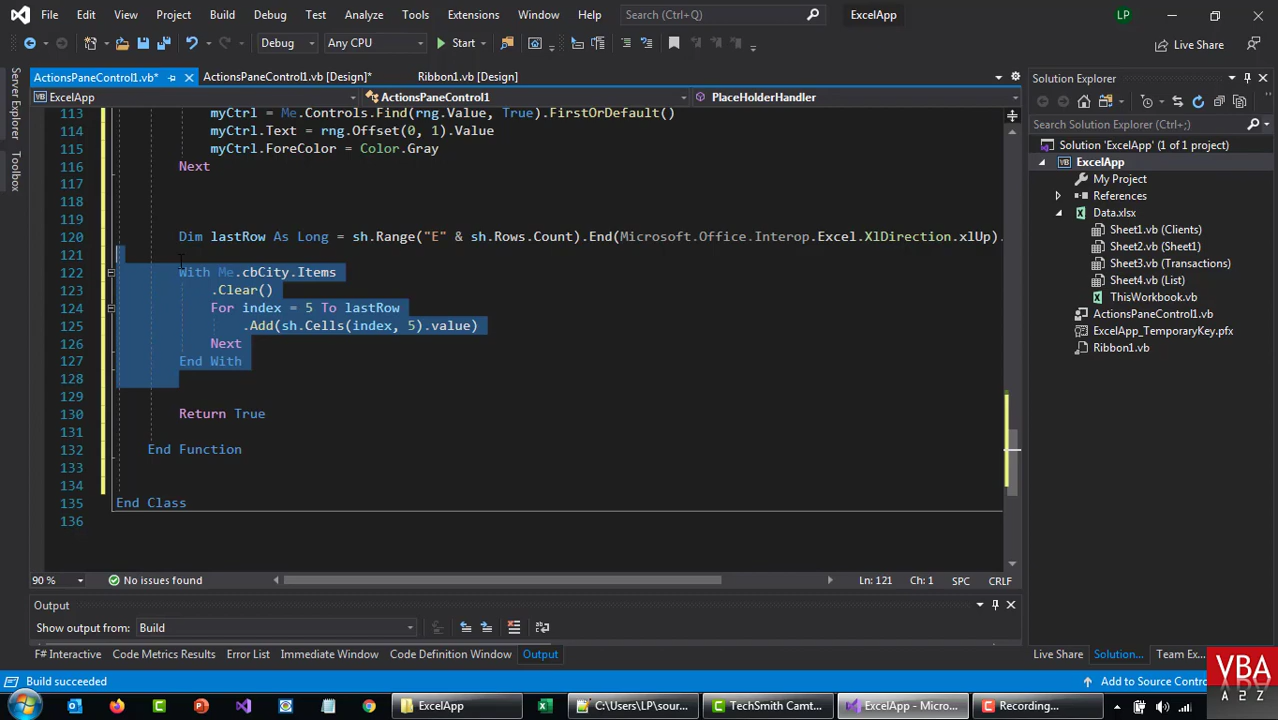 File Edit View Project Build Debug Test Analyze Tools Extensions Window Help Search (Ctrl+Q) ExcelApp LP
Debug Any CPU Start Live Share
ActionsPaneControl1.vb* ActionsPaneControl1.vb [Design]* Ribbon1.vb [Design]
ExcelApp ActionsPaneControl1 PlaceHolderHandler
113 myCtrl = Me.Controls.Find(rng.Value, True).FirstOrDefault()
114 myCtrl.Text = rng.Offset(0, 1).Value
115 myCtrl.ForeColor = Color.Gray
116 Next
117
118
119
120 Dim lastRow As Long = sh.Range("E" & sh.Rows.Count).End(Microsoft.Office.Interop.Excel.XlDirection.xlUp).
121
122 With Me.cbCity.Items
123 .Clear()
124 For index = 5 To lastRow
125 .Add(sh.Cells(index, 5).value)
126 Next
127 End With
128
129
130 Return True
131
132 End Function
133
134
135 End Class
136
90 % No issues found Ln: 121 Ch: 1 SPC CRLF
Output
Show output from: Build
F# Interactive Code Metrics Results Error List Immediate Window Code Definition Window Output
Build succeeded
Server Explorer
Toolbox
Solution Explorer
Search Solution Explorer (Ctrl+;)
Solution 'ExcelApp' (1 of 1 project)
ExcelApp
My Project
References
Data.xlsx
Sheet1.vb (Clients)
Sheet2.vb (Sheet1)
Sheet3.vb (Transactions)
Sheet4.vb (List)
ThisWorkbook.vb
ActionsPaneControl1.vb
ExcelApp_TemporaryKey.pfx
Ribbon1.vb
Live Share Solution... Team Ex...
Add to Source Contro
VBA
A 2 Z
ExcelApp C:\Users\LP\sour... TechSmith Camt... ExcelApp - Micro... Recording...